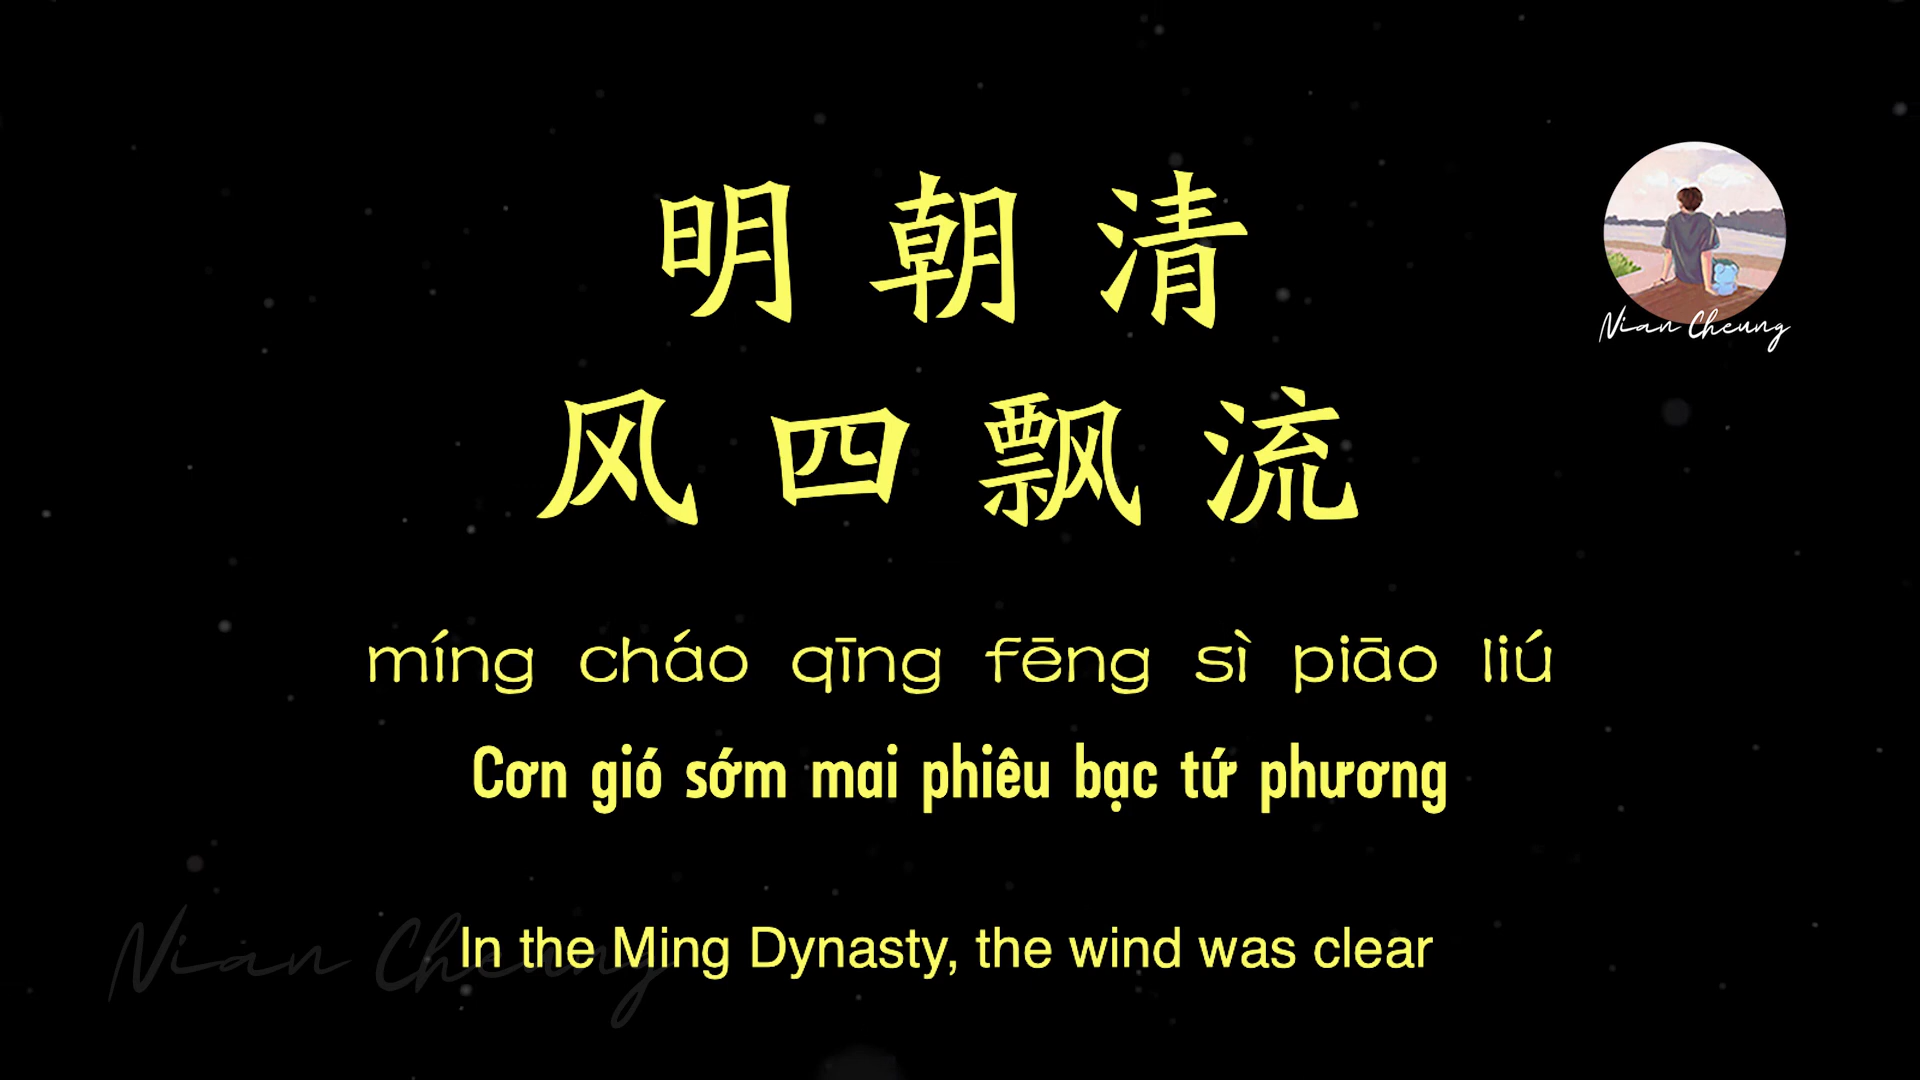 明朝清
风四飘流
Nian Cheung
míng cháo qīng fēng sì piāo liú
Cơn gió sớm mai phiêu bạc tứ phương
In the Ming Dynasty, the wind was clear
Nian Cheung